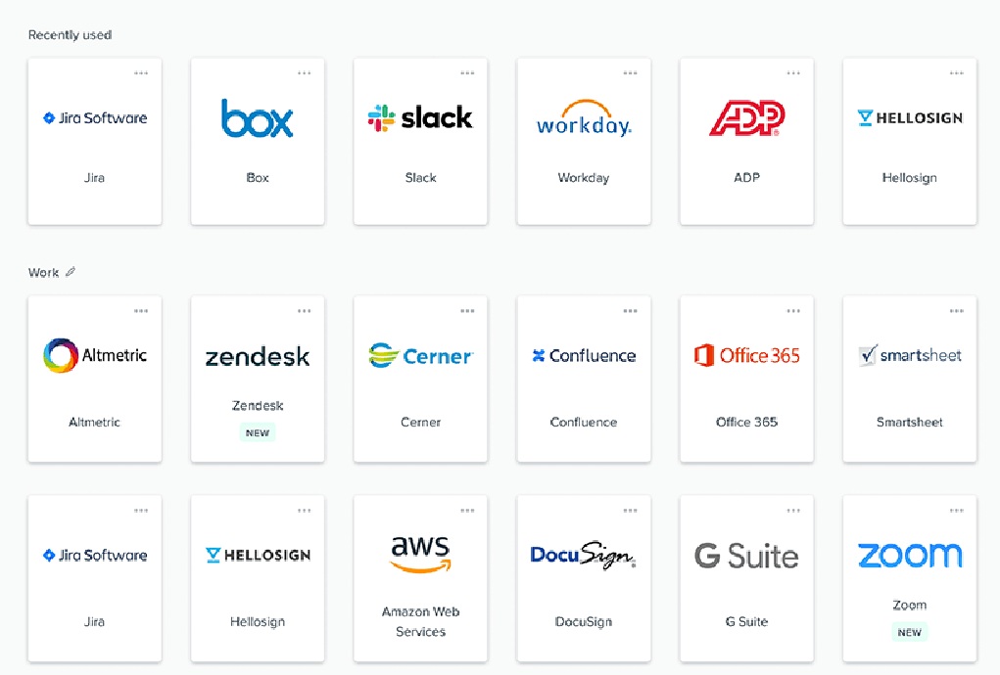 Recently used
Jira Software
box
slack
workday.
ADP
HELLOSIGN
Jira
Box
Slack
Workday
ADP
Hellosign
Work
Altmetric
zendesk
Cerner
Confluence
Office 365
smartsheet
Altmetric
Zendesk
NEW
Cerner
Confluence
Office 365
Smartsheet
Jira Software
HELLOSIGN
aws
DocuSign
G Suite
zoom
Jira
Hellosign
Amazon Web
Services
DocuSign
G Suite
Zoom
NEW